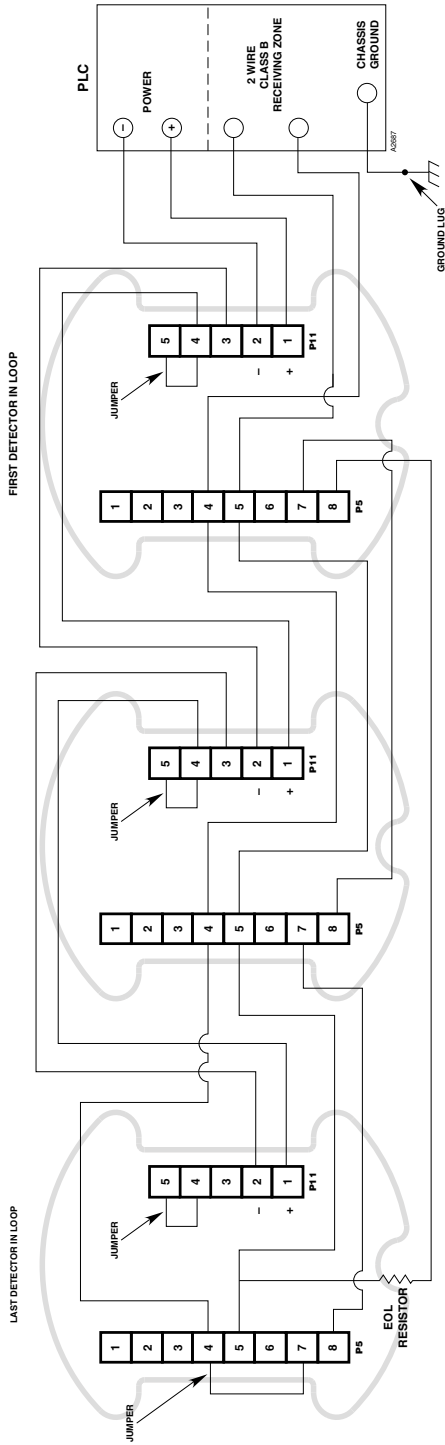 FIRST DETECTOR IN LOOP
LAST DETECTOR IN LOOP
PLC
POWER
–
+
2 WIRE
CLASS B
RECEIVING ZONE
CHASSIS
GROUND
A2687
GROUND LUG
JUMPER
5
4
3
2
1
–
+
P11
1
2
3
4
5
6
7
8
P5
JUMPER
5
4
3
2
1
–
+
P11
1
2
3
4
5
6
7
8
P5
JUMPER
5
4
3
2
1
–
+
P11
1
2
3
4
5
6
7
8
P5
JUMPER
EOL
RESISTOR